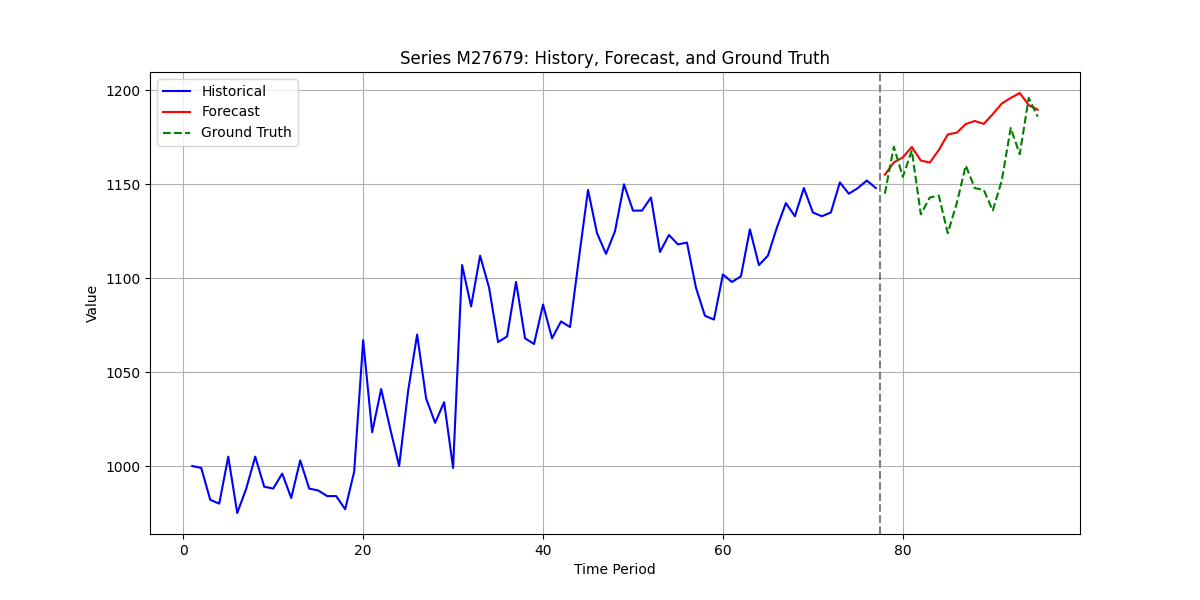 Series M27679: History, Forecast, and Ground Truth
Historical
Forecast
Ground Truth
1200
1150
1100
1050
1000
Value
0
20
40
60
80
Time Period